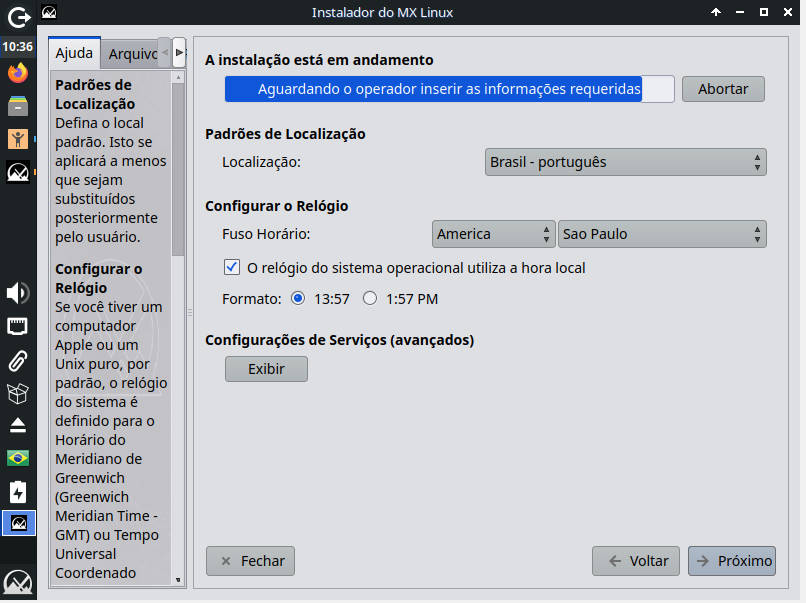 Instalador do MX Linux
10:36
Ajuda
Arquivo
Padrões de
Localização
Defina o local
padrão. Isto se
aplicará a menos
que sejam
substituídos
posteriormente
pelo usuário.
Configurar o
Relógio
Se você tiver um
computador
Apple ou um
Unix puro, por
padrão, o relógio
do sistema é
definido para o
Horário do
Meridiano de
Greenwich
(Greenwich
Meridian Time -
GMT) ou Tempo
Universal
Coordenado
A instalação está em andamento
Aguardando o operador inserir as informações requeridas
Abortar
Padrões de Localização
Localização:
Brasil - português
Configurar o Relógio
Fuso Horário:
America
Sao Paulo
O relógio do sistema operacional utiliza a hora local
Formato:
13:57
1:57 PM
Configurações de Serviços (avançados)
Exibir
Fechar
Voltar
Próximo